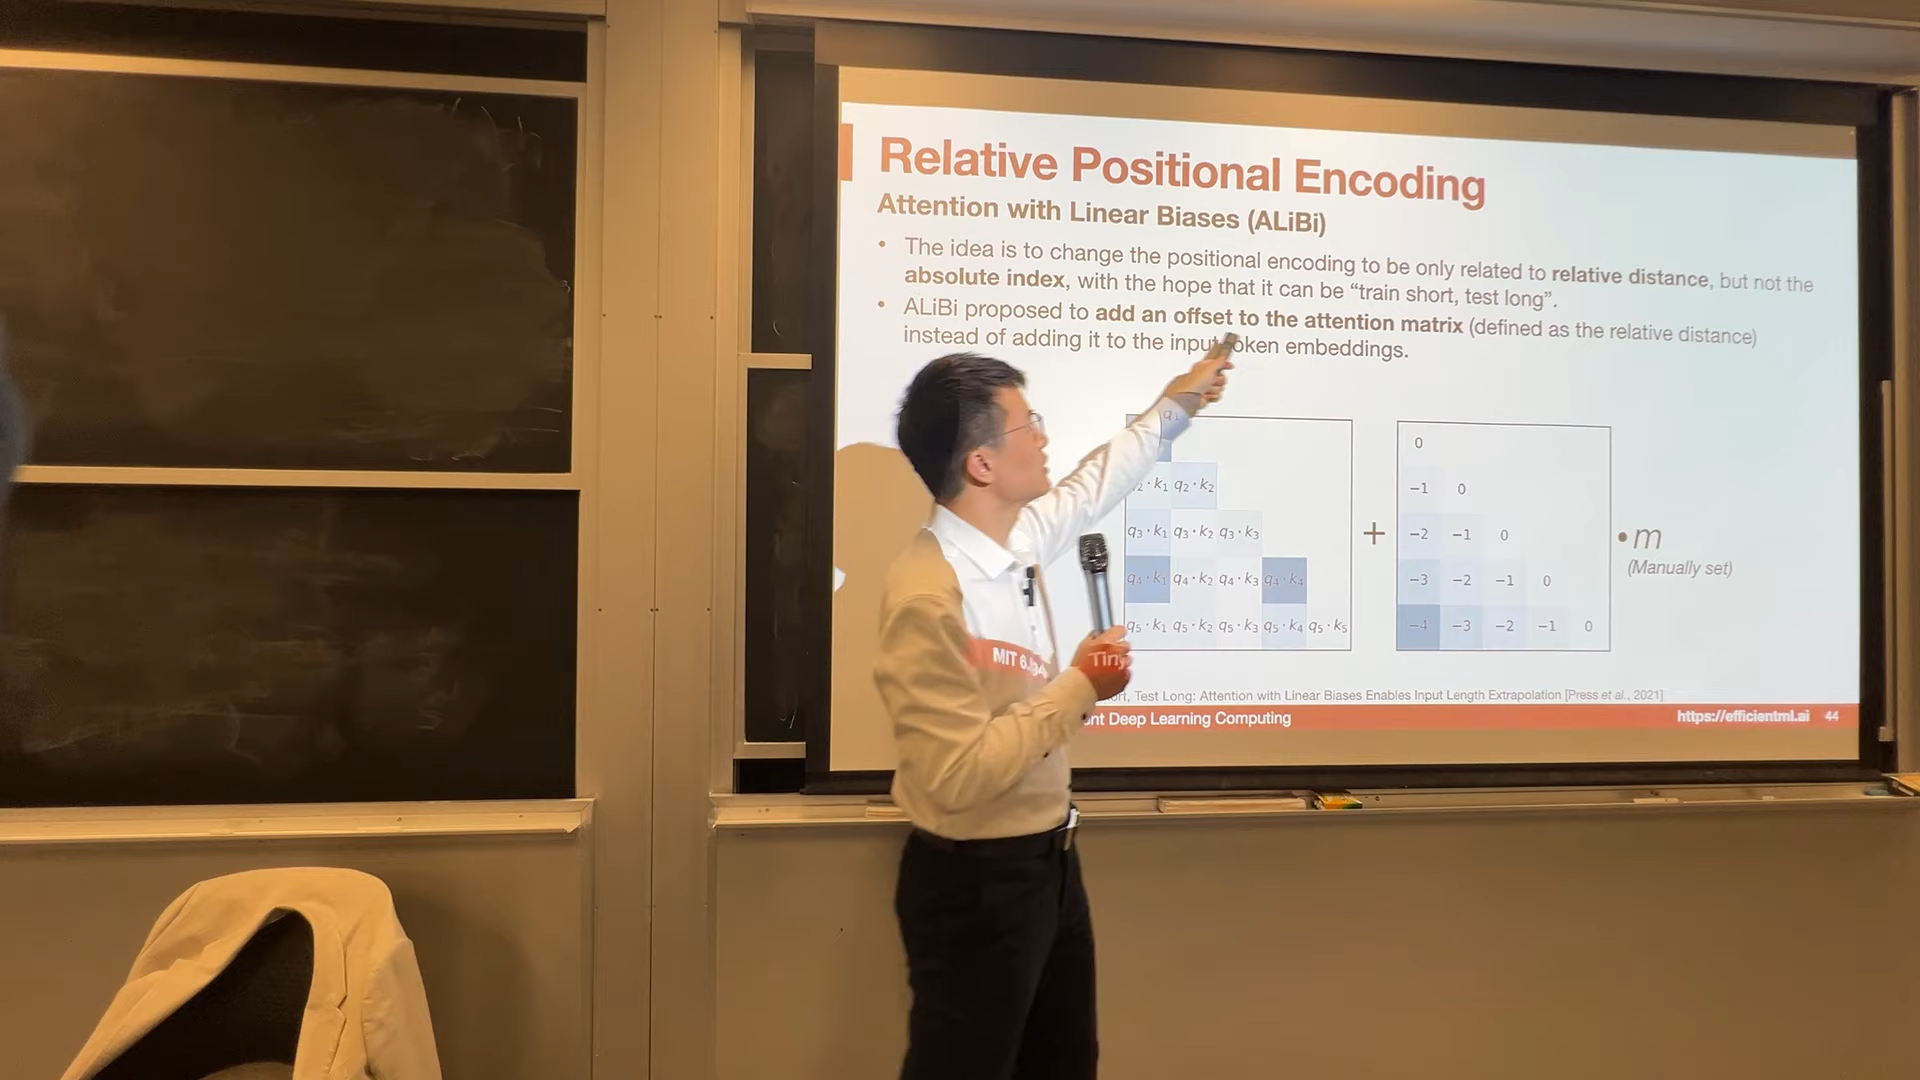 Relative Positional Encoding
Attention with Linear Biases (ALiBi)
• The idea is to change the positional encoding to be only related to relative distance, but not the
absolute index, with the hope that it can be “train short, test long”.
• ALiBi proposed to add an offset to the attention matrix (defined as the relative distance)
instead of adding it to the input token embeddings.
q₂·k₁ q₂·k₂
q₃·k₁ q₃·k₂ q₃·k₃
q₄·k₁ q₄·k₂ q₄·k₃ q₄·k₄
q₅·k₁ q₅·k₂ q₅·k₃ q₅·k₄ q₅·k₅
+
0
−1 0
−2 −1 0
−3 −2 −1 0
−4 −3 −2 −1 0
• m
(Manually set)
Test Long: Attention with Linear Biases Enables Input Length Extrapolation [Press et al., 2021]
MIT Tiny Deep Learning Computing
https://efficientml.ai 44